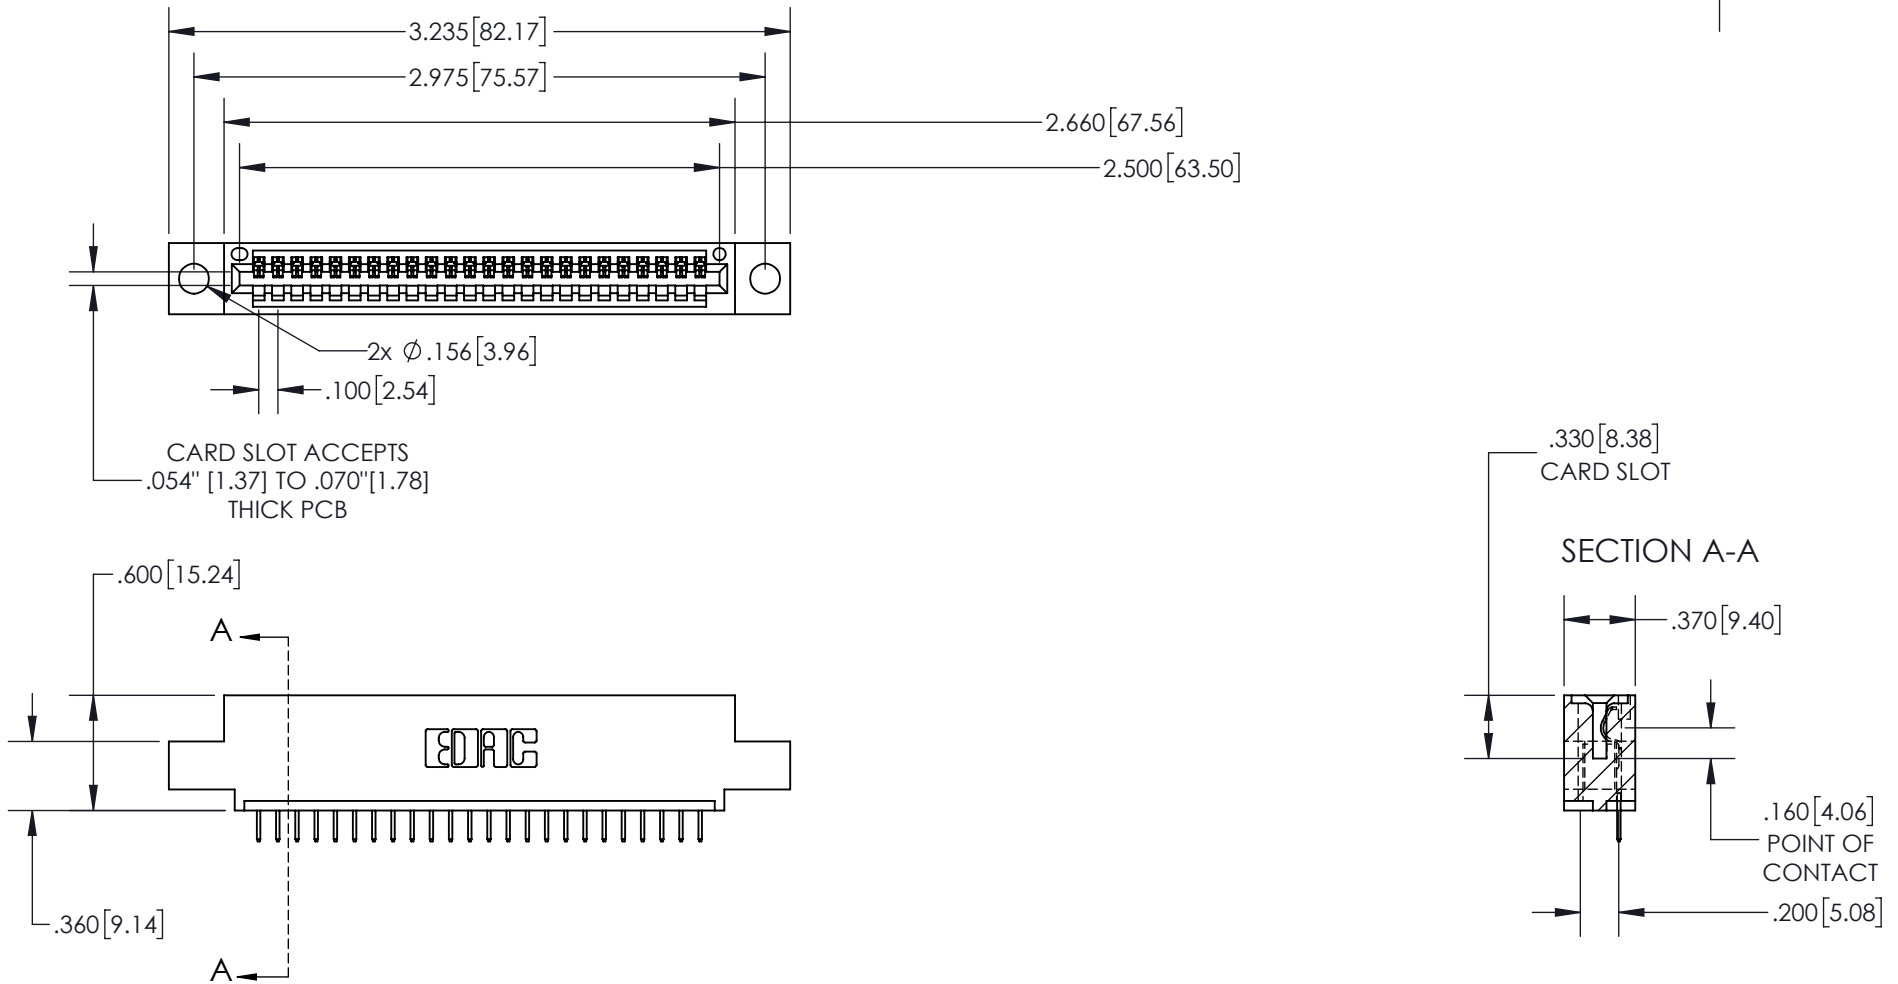 3.235[82.17]
2.975[75.57]
2.660[67.56]
2.500[63.50]
2x Ø.156[3.96]
.100[2.54]
CARD SLOT ACCEPTS
.054" [1.37] TO .070"[1.78]
THICK PCB
.330[8.38]
CARD SLOT
SECTION A-A
.600[15.24]
A
.370[9.40]
EDAC
.160[4.06]
POINT OF
CONTACT
.200[5.08]
.360[9.14]
A